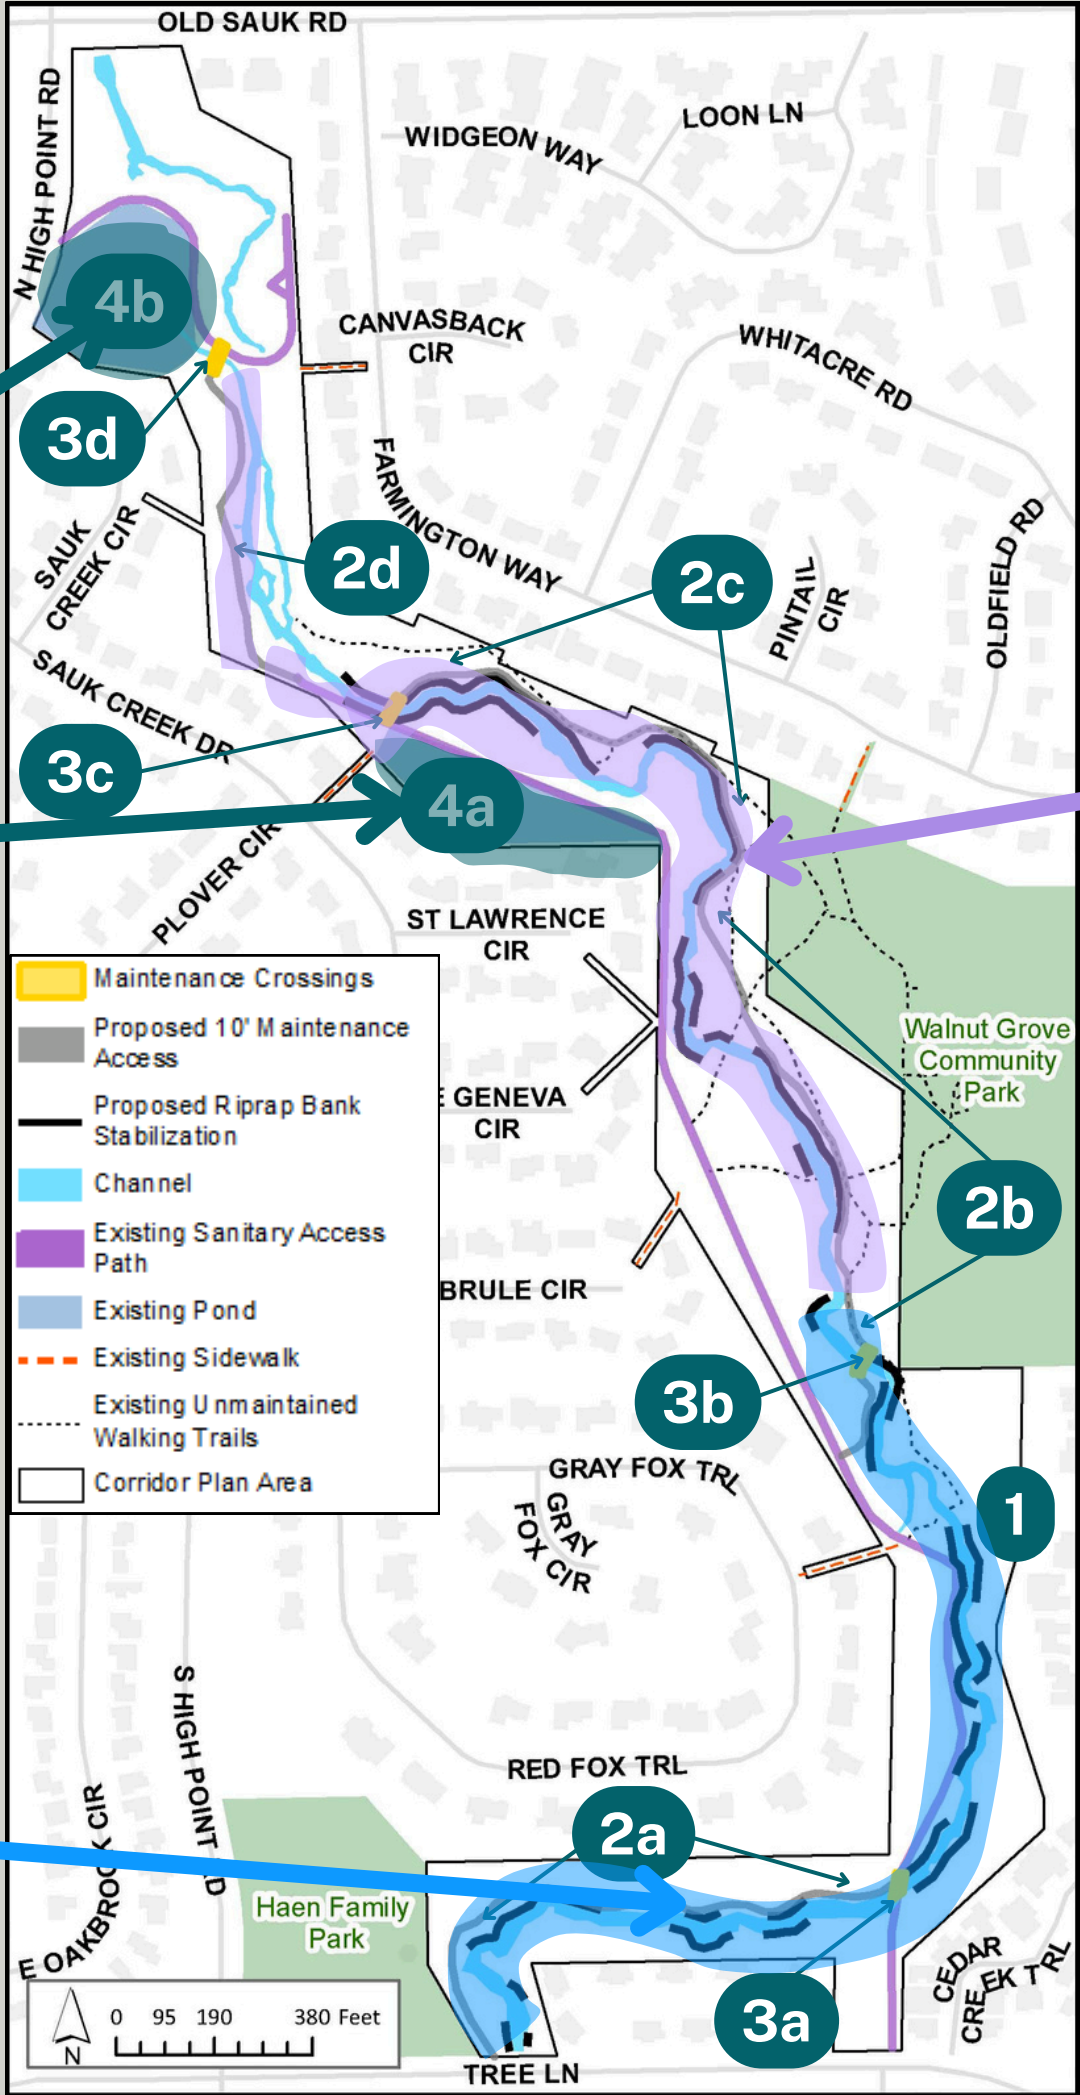 OLD SAUK RD
LOON LN
WIDGEON WAY
N HIGH POINT RD
4b
CANVASBACK
CIR
WHITACRE RD
3d
FARMINGTON WAY
SAUK
CREEK CIR
OLDFIELD RD
2d
2c
PINTAIL
CIR
SAUK CREEK DR
3c
4a
PLOVER CIR
ST LAWRENCE
CIR
Maintenance Crossings
Proposed 10' Maintenance
Access
Proposed Riprap Bank
Stabilization
Channel
Existing Sanitary Access
Path
Existing Pond
Existing Sidewalk
Existing Unmaintained
Walking Trails
Corridor Plan Area
Walnut Grove
Community
Park
E GENEVA
CIR
2b
BRULE CIR
3b
GRAY FOX TRL
GRAY
FOX CIR
1
S HIGH POINT RD
RED FOX TRL
2a
E OAKBROOK CIR
Haen Family
Park
CEDAR
CREEK TRL
3a
0 95 190 380 Feet
N
TREE LN